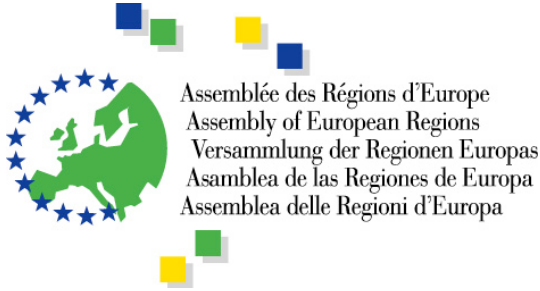 Assemblée des Régions d'Europe
Assembly of European Regions
Versammlung der Regionen Europas
Asamblea de las Regiones de Europa
Assemblea delle Regioni d'Europa